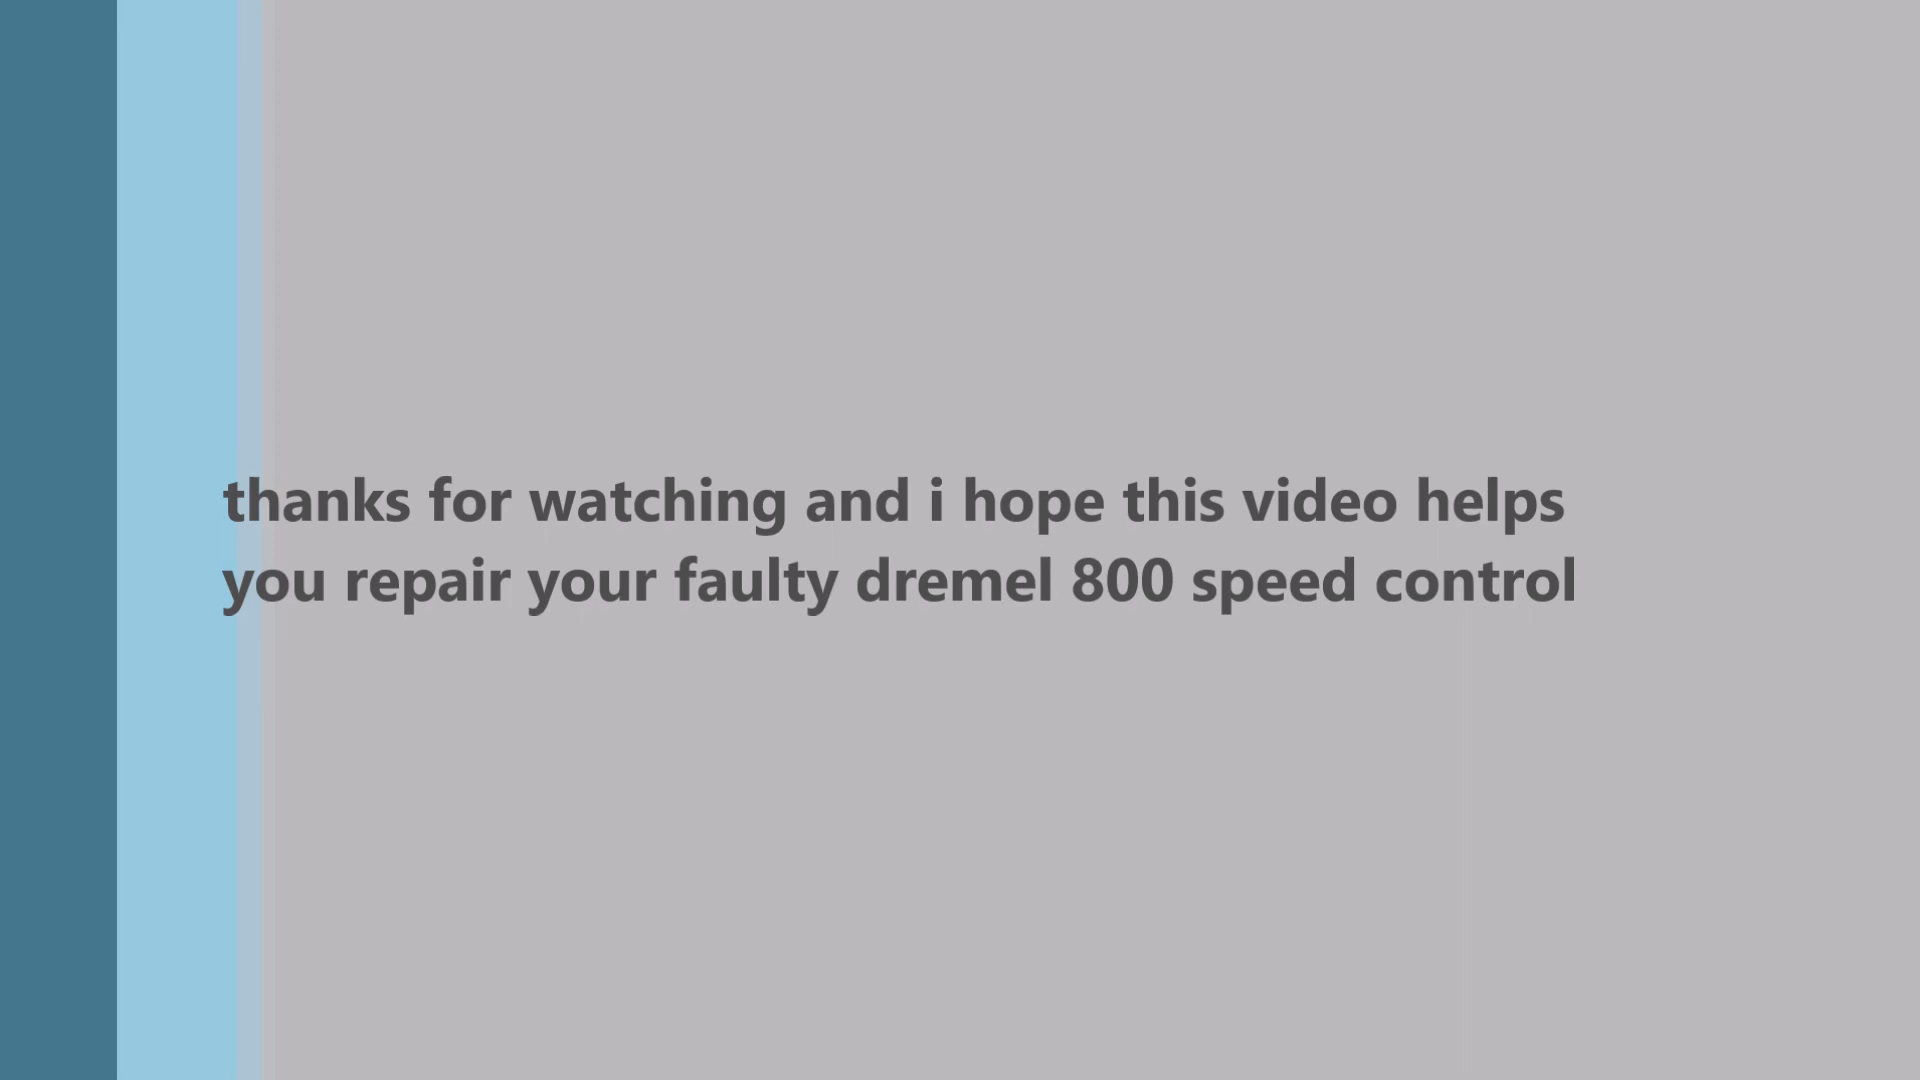 thanks for watching and i hope this video helps
you repair your faulty dremel 800 speed control